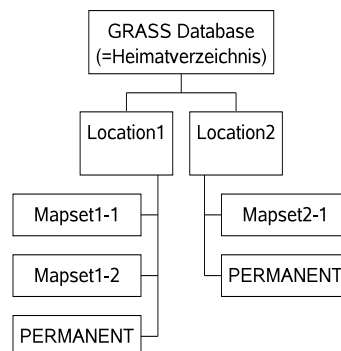 GRASS Database
(=Heimatverzeichnis)
Location1
Location2
Mapset1-1
Mapset2-1
Mapset1-2
PERMANENT
PERMANENT